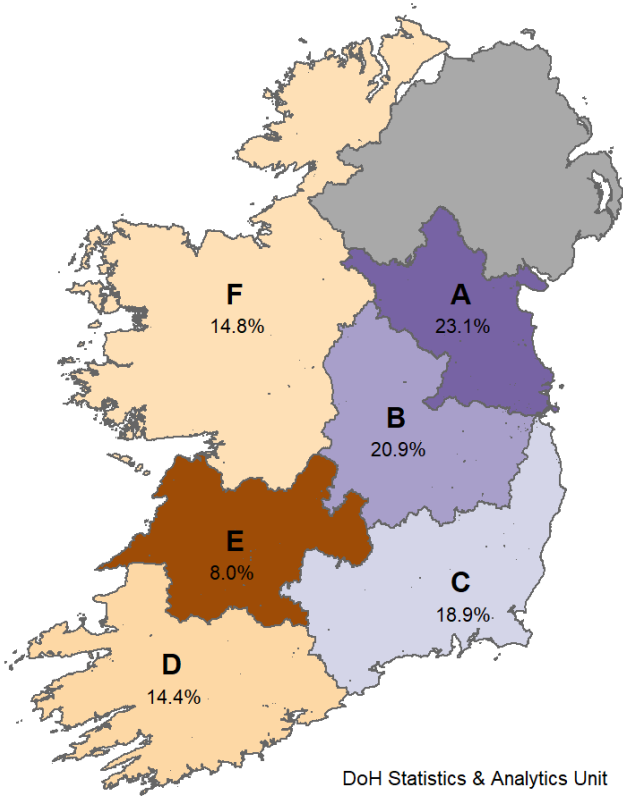 F
14.8%
A
23.1%
B
20.9%
E
8.0%
C
18.9%
D
14.4%
DoH Statistics & Analytics Unit